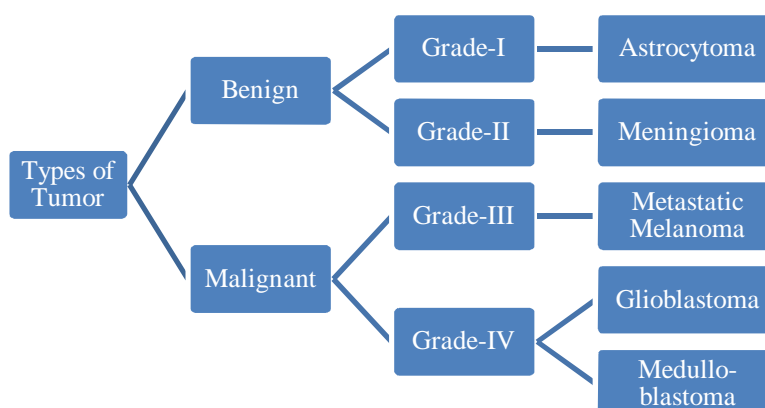 Types of
Tumor
Benign
Grade-I
Astrocytoma
Grade-II
Meningioma
Malignant
Grade-III
Metastatic
Melanoma
Grade-IV
Glioblastoma
Medullo-
blastoma